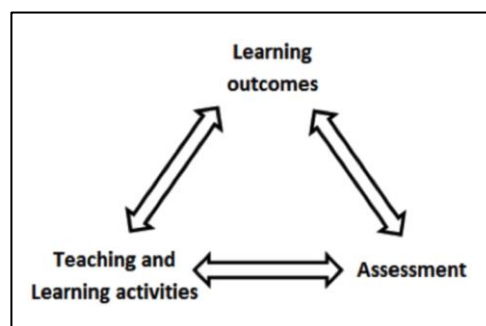 Learning
outcomes
Teaching and
Learning activities
Assessment